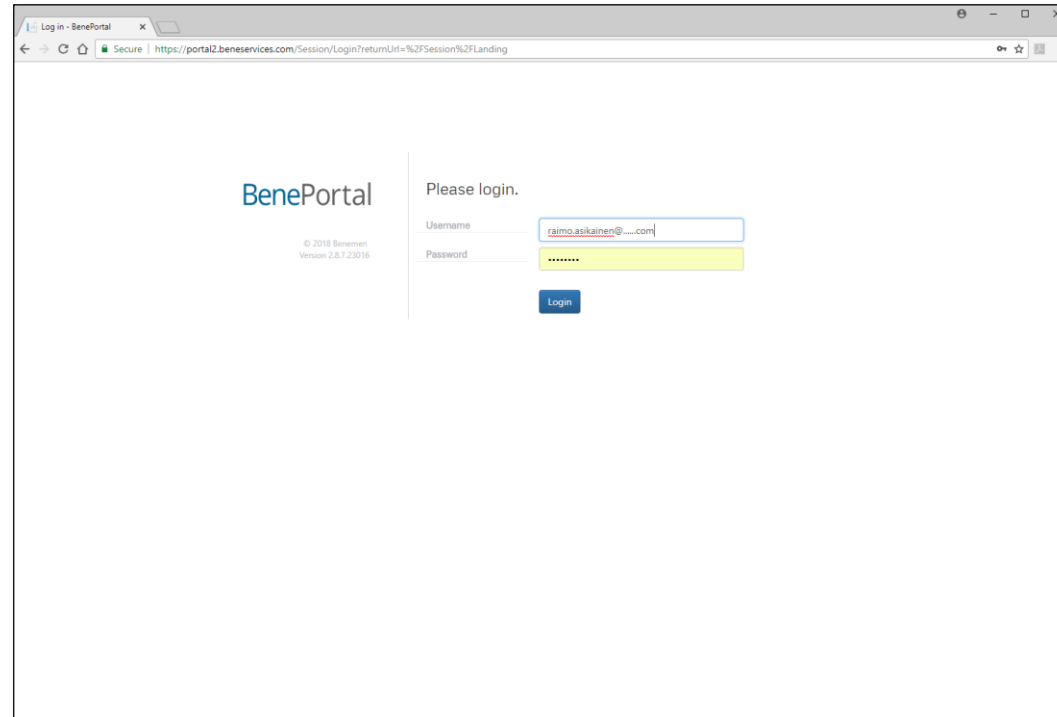 Log in - BenePortal
Secure | https://portal2.beneservices.com/Session/Login?returnUrl=%2FSession%2FLanding
BenePortal
© 2018 Benemen
Version 2.8.7.23016
Please login.
Username
raimo.asikainen@......com
Password
••••••••
Login